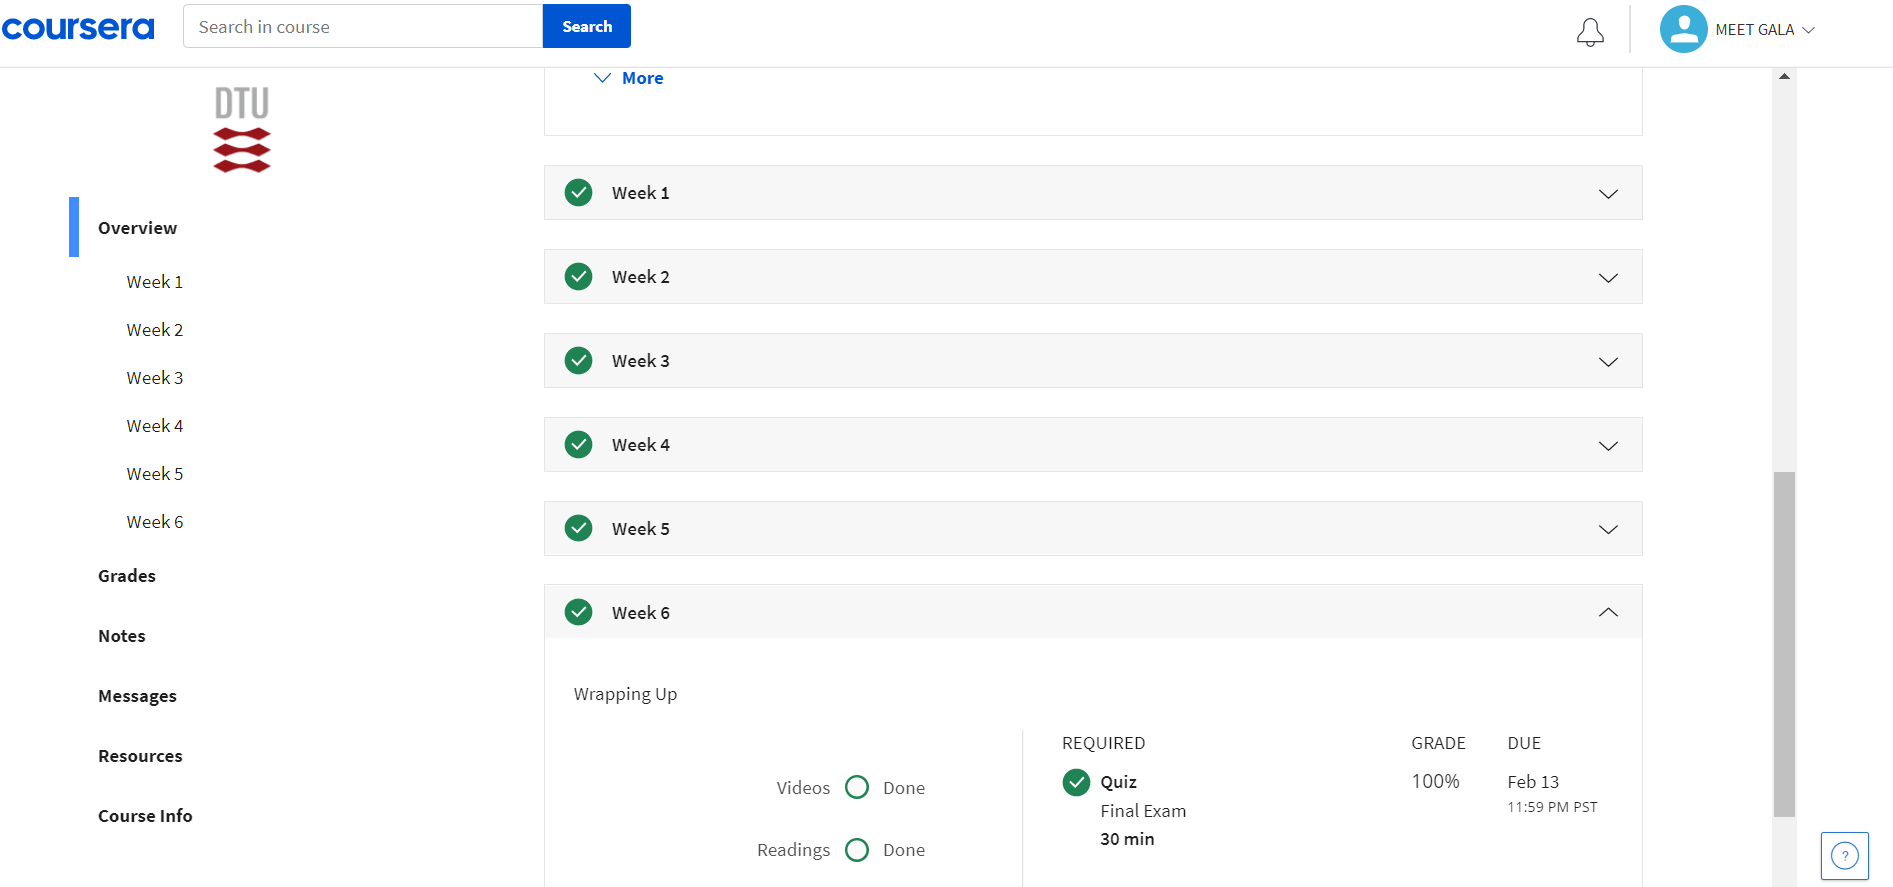 coursera
Search in course
Search
MEET GALA
DTU
Overview
Week 1
Week 2
Week 3
Week 4
Week 5
Week 6
Grades
Notes
Messages
Resources
Course Info
More
Week 1
Week 2
Week 3
Week 4
Week 5
Week 6
Wrapping Up
Videos Done
Readings Done
REQUIRED GRADE DUE
Quiz 100% Feb 13
Final Exam 11:59 PM PST
30 min
?